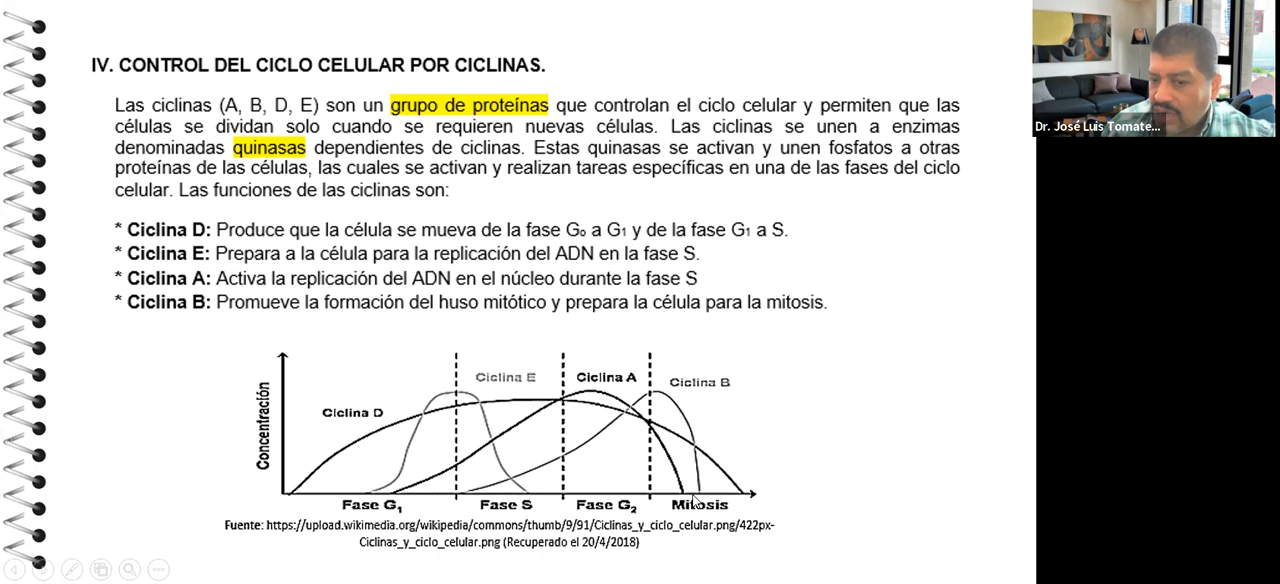 IV. CONTROL DEL CICLO CELULAR POR CICLINAS.
Las ciclinas (A, B, D, E) son un grupo de proteínas que controlan el ciclo celular y permiten que las
células se dividan solo cuando se requieren nuevas células. Las ciclinas se unen a enzimas
denominadas quinasas dependientes de ciclinas. Estas quinasas se activan y unen fosfatos a otras
proteínas de las células, las cuales se activan y realizan tareas específicas en una de las fases del ciclo
celular. Las funciones de las ciclinas son:
* Ciclina D: Produce que la célula se mueva de la fase G₀ a G₁ y de la fase G₁ a S.
* Ciclina E: Prepara a la célula para la replicación del ADN en la fase S.
* Ciclina A: Activa la replicación del ADN en el núcleo durante la fase S
* Ciclina B: Promueve la formación del huso mitótico y prepara la célula para la mitosis.
Ciclina E
Ciclina A
Ciclina B
Ciclina D
Concentración
Fase G₁
Fase S
Fase G₂
Mitosis
Fuente: https://upload.wikimedia.org/wikipedia/commons/thumb/9/91/Ciclinas_y_ciclo_celular.png/422px-
Ciclinas_y_ciclo_celular.png (Recuperado el 20/4/2018)
Dr. José Luis Tomate...